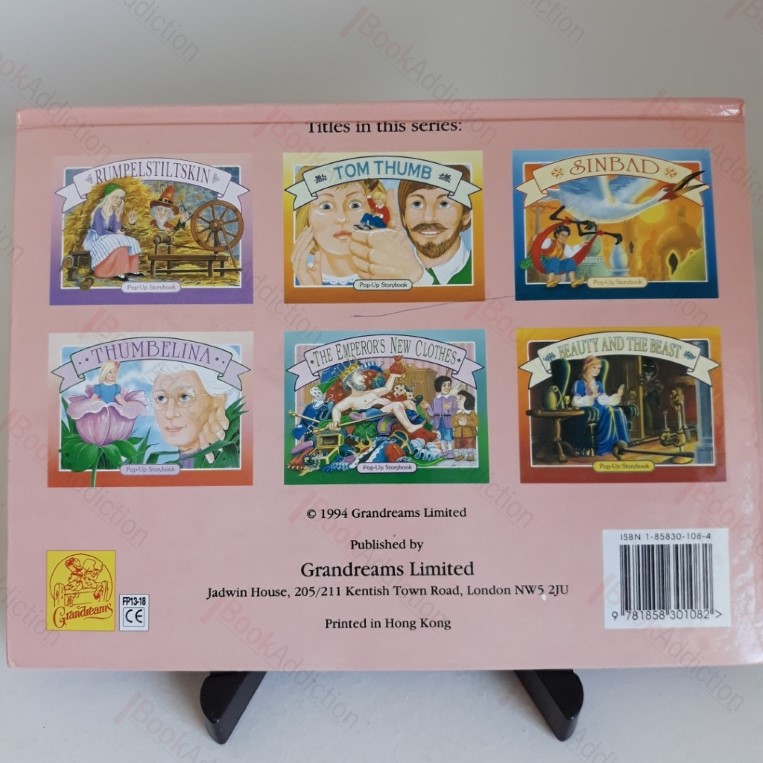 Titles in this series:
RUMPELSTILTSKIN
Pop-Up Storybook
TOM THUMB
Pop-Up Storybook
SINBAD
Pop-Up Storybook
THUMBELINA
Pop-Up Storybook
THE EMPEROR'S NEW CLOTHES
Pop-Up Storybook
BEAUTY AND THE BEAST
Pop-Up Storybook
© 1994 Grandreams Limited
Published by
Grandreams Limited
Jadwin House, 205/211 Kentish Town Road, London NW5 2JU
Printed in Hong Kong
Grandreams
FP13-18
CE
ISBN 1-85830-108-4
9 781858 301082 >
BookAddiction